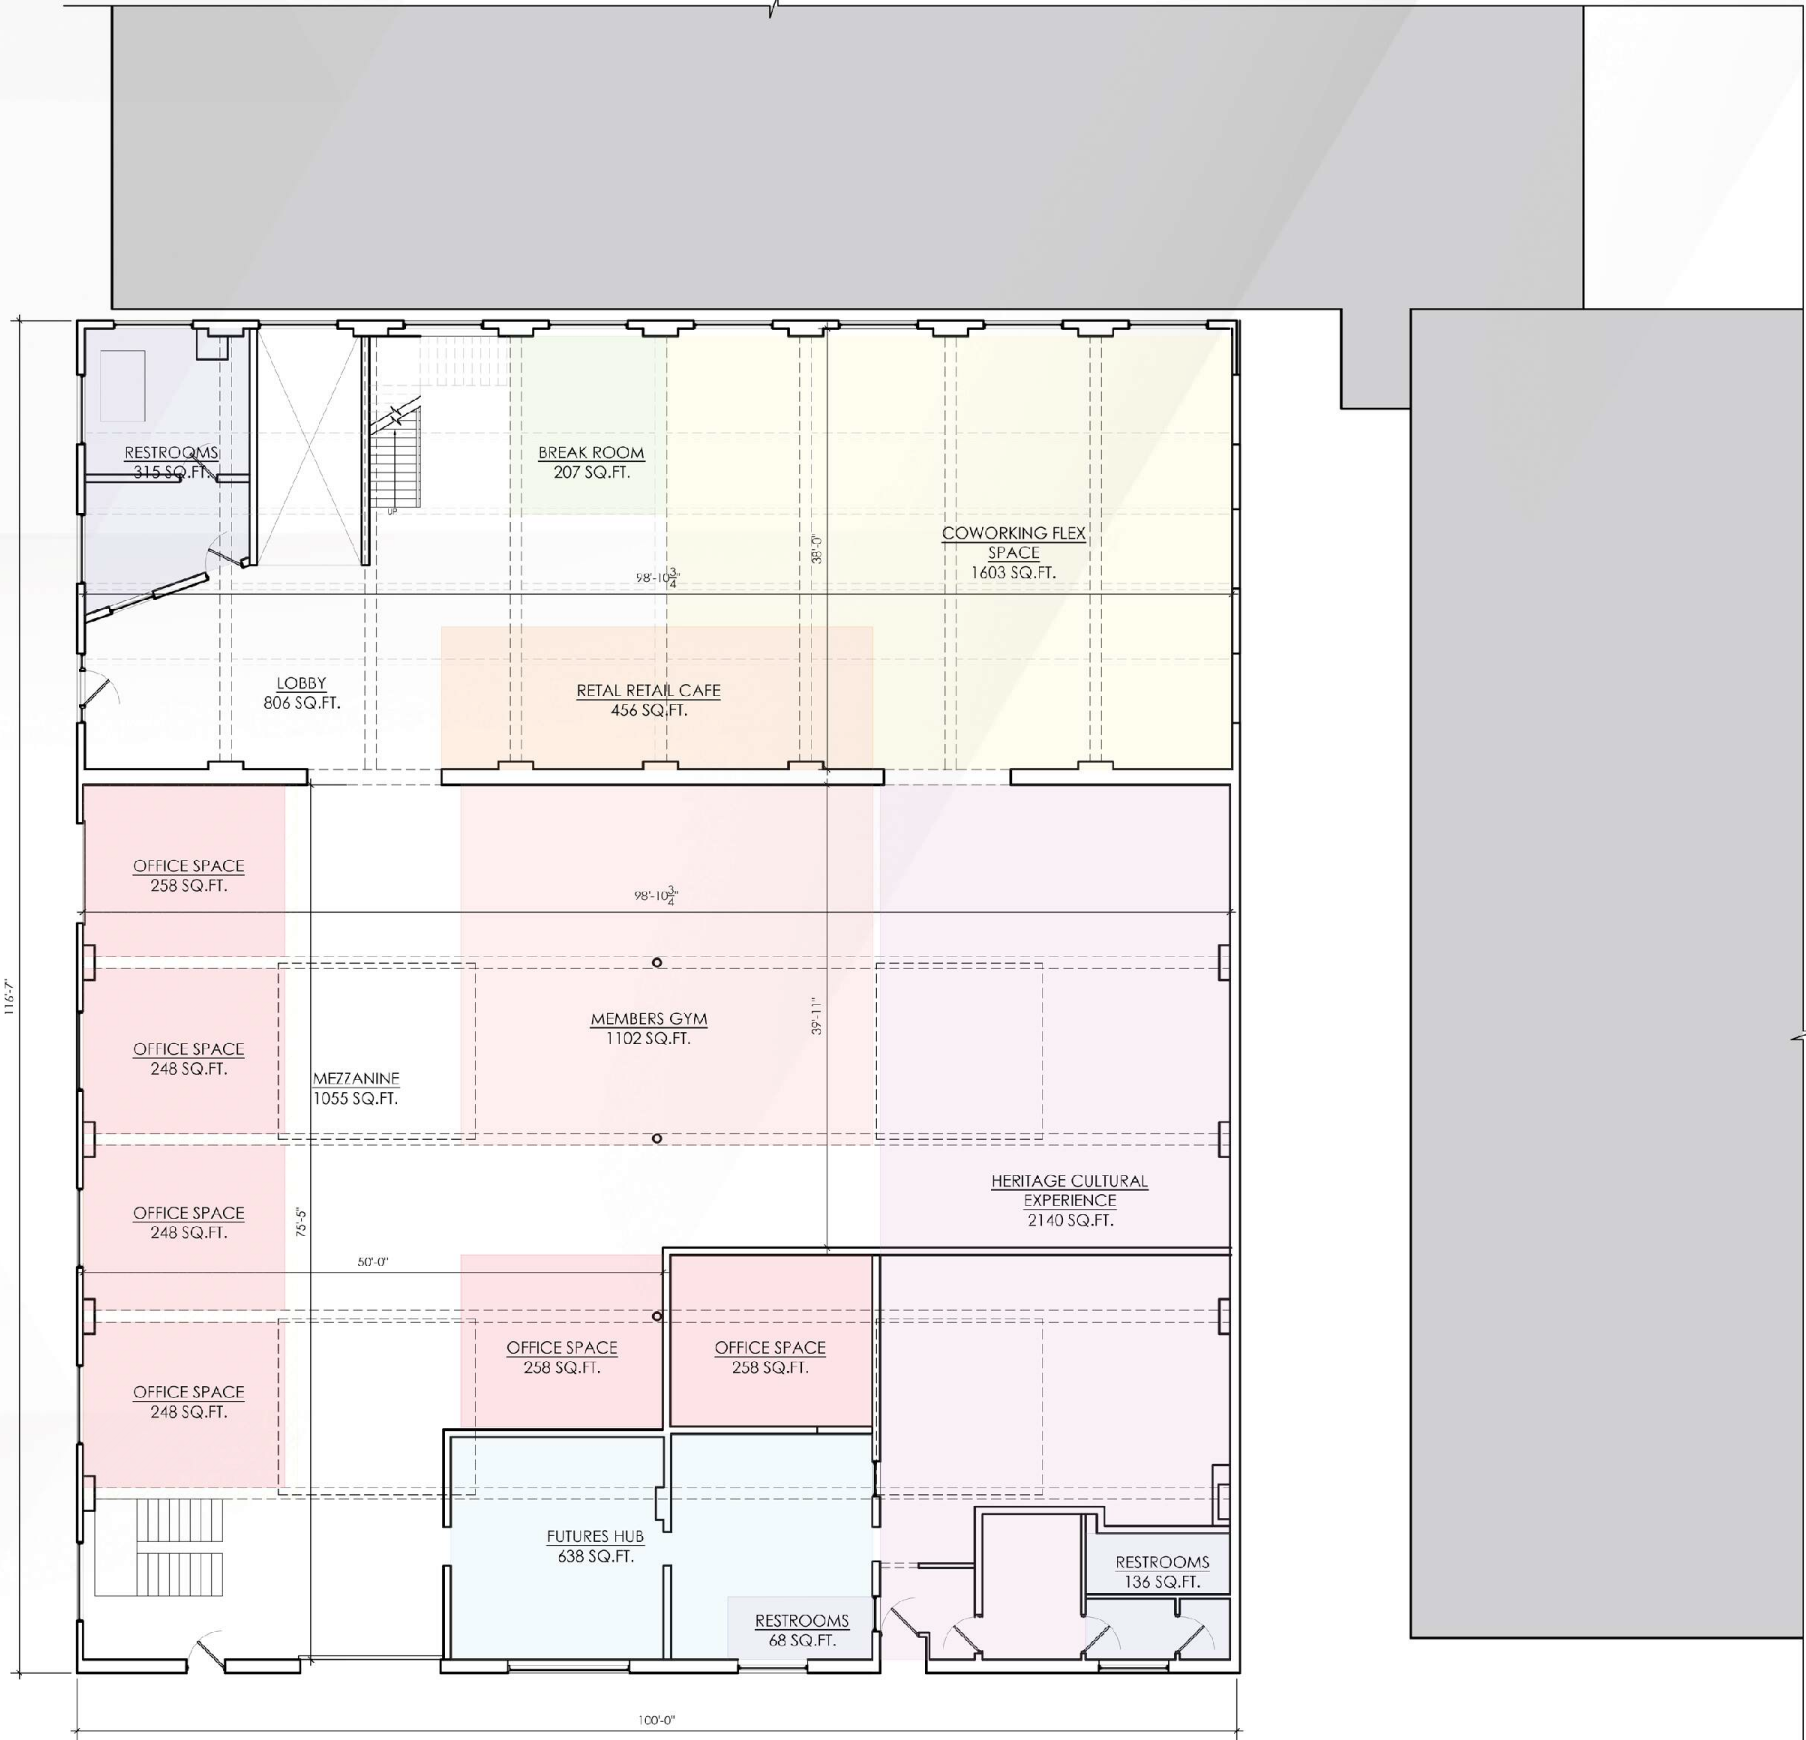 RESTROOMS
315 SQ.FT.
UP
BREAK ROOM
207 SQ.FT.
COWORKING FLEX
SPACE
1603 SQ.FT.
38'-0"
98'-10 3/4"
LOBBY
806 SQ.FT.
RETAL RETAIL CAFE
456 SQ.FT.
OFFICE SPACE
258 SQ.FT.
98'-10 3/4"
116'-7"
39'-11"
MEMBERS GYM
1102 SQ.FT.
OFFICE SPACE
248 SQ.FT.
MEZZANINE
1055 SQ.FT.
HERITAGE CULTURAL
EXPERIENCE
2140 SQ.FT.
OFFICE SPACE
248 SQ.FT.
75'-5"
50'-0"
OFFICE SPACE
258 SQ.FT.
OFFICE SPACE
258 SQ.FT.
OFFICE SPACE
248 SQ.FT.
FUTURES HUB
638 SQ.FT.
RESTROOMS
136 SQ.FT.
RESTROOMS
68 SQ.FT.
100'-0"